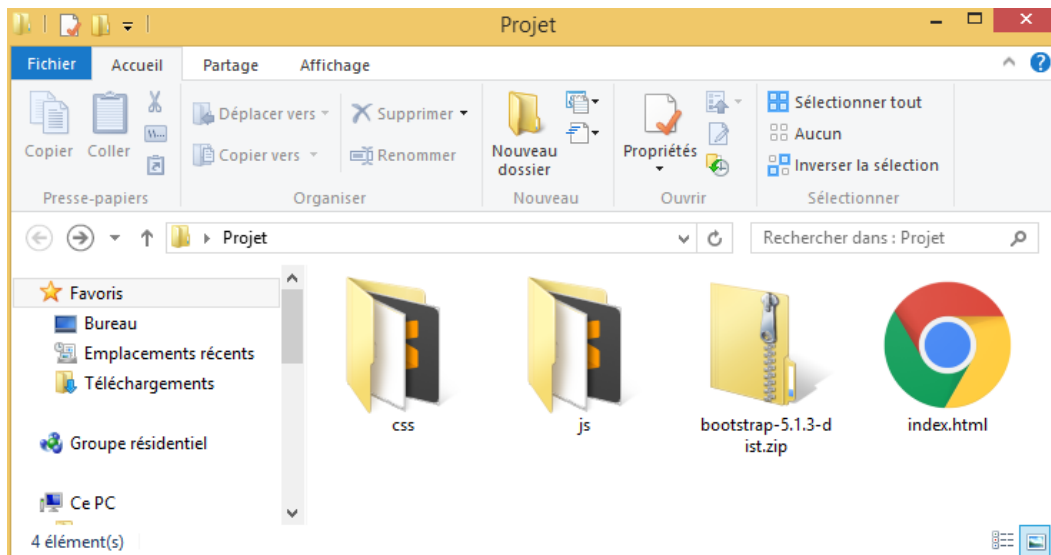 Projet
Fichier Accueil Partage Affichage
Copier Coller Déplacer vers Supprimer Nouveau dossier Propriétés Sélectionner tout
Copier vers Renommer Aucun
Inverser la sélection
Presse-papiers Organiser Nouveau Ouvrir Sélectionner
Projet Rechercher dans : Projet
Favoris
Bureau
Emplacements récents
Téléchargements
Groupe résidentiel
Ce PC
css js bootstrap-5.1.3-d index.html
ist.zip
4 élément(s)